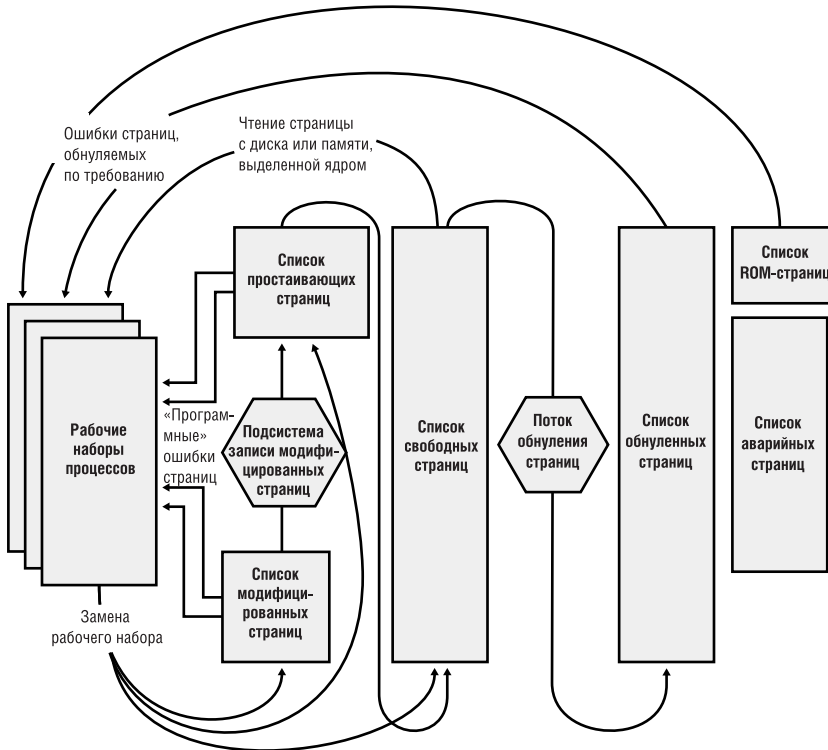 Ошибки страниц,
обнуляемых
по требованию
Чтение страницы
с диска или памяти,
выделенной ядром
Список
простаивающих
страниц
Список
ROM-страниц
Рабочие
наборы
процессов
«Програм-
мные»
ошибки
страниц
Подсистема
записи модифи-
цированных
страниц
Список
свободных
страниц
Поток
обнуления
страниц
Список
обнуленных
страниц
Список
аварийных
страниц
Список
модифици-
рованных
страниц
Замена
рабочего набора